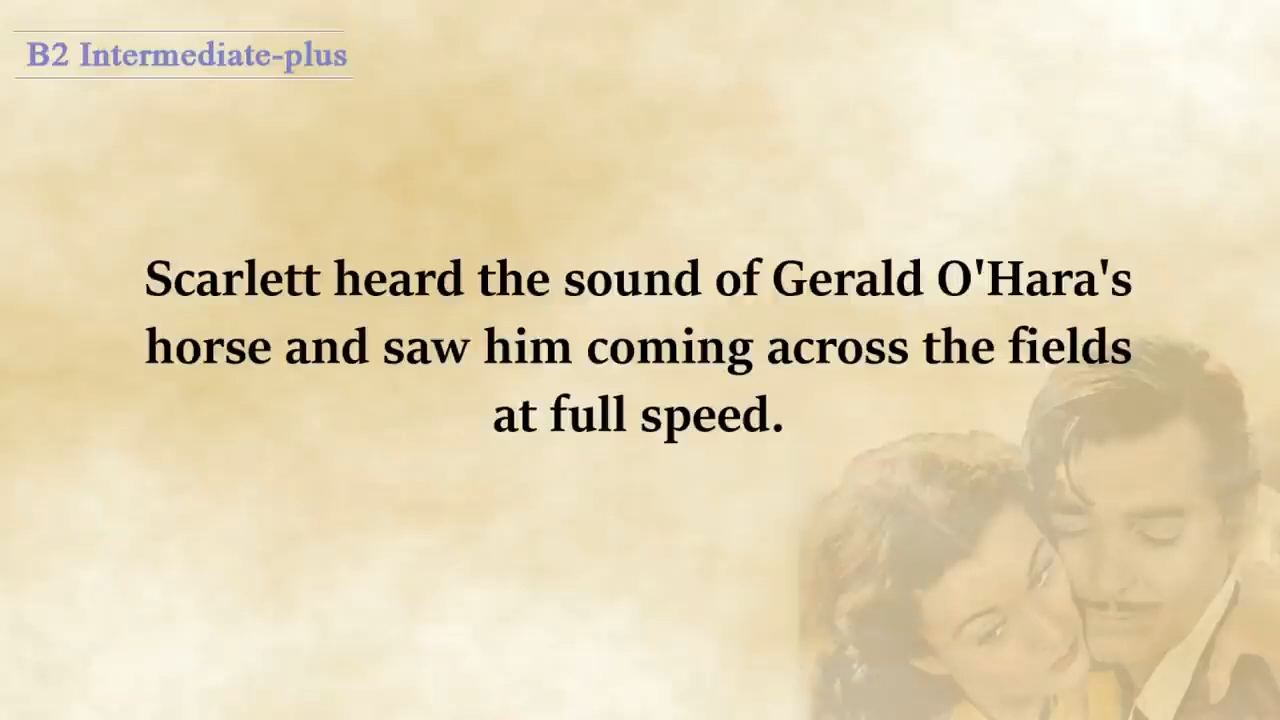 B2 Intermediate-plus
Scarlett heard the sound of Gerald O'Hara's
horse and saw him coming across the fields
at full speed.